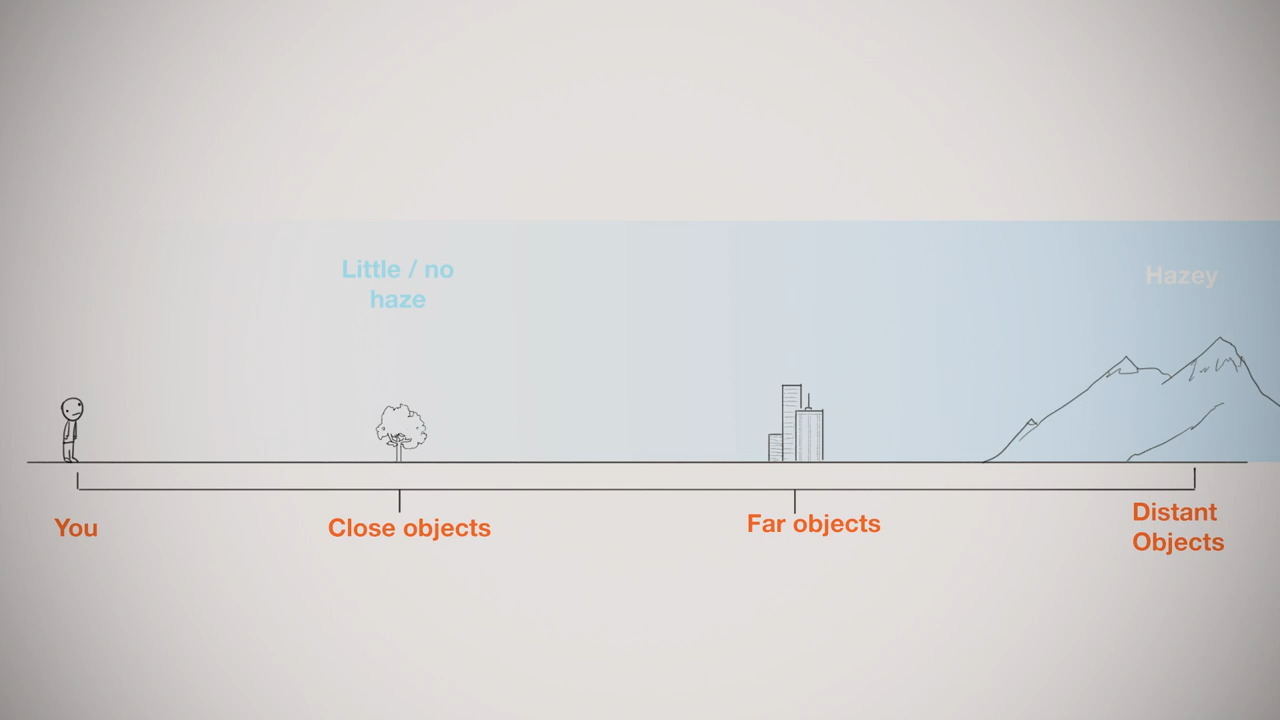 Little / no
haze
Hazey
You
Close objects
Far objects
Distant
Objects